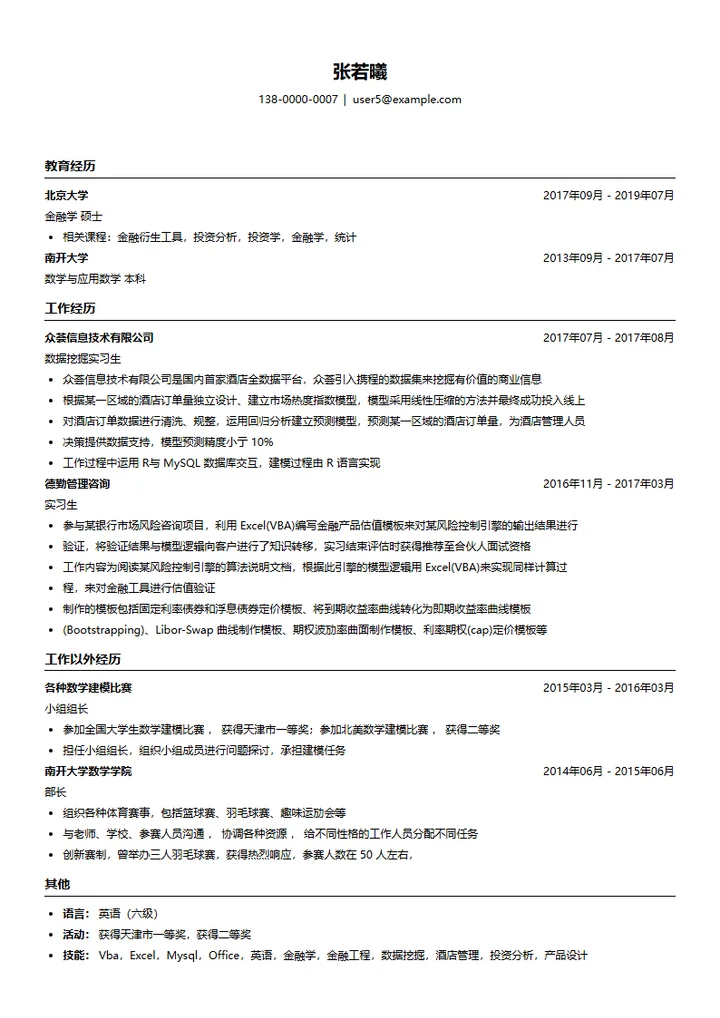 张若曦
138-0000-0007 | user5@example.com
教育经历
北京大学 2017年09月 - 2019年07月
金融学 硕士
• 相关课程：金融衍生工具，投资分析，投资学，金融学，统计
南开大学 2013年09月 - 2017年07月
数学与应用数学 本科
工作经历
众荟信息技术有限公司 2017年07月 - 2017年08月
数据挖掘实习生
• 众荟信息技术有限公司是国内首家酒店全数据平台，众荟引入携程的数据集来挖掘有价值的商业信息
• 根据某一区域的酒店订单量独立设计、建立市场热度指数模型，模型采用线性压缩的方法并最终成功投入线上
• 对酒店订单数据进行清洗、规整，运用回归分析建立预测模型，预测某一区域的酒店订单量，为酒店管理人员
• 决策提供数据支持，模型预测精度小于 10%
• 工作过程中运用 R与 MySQL 数据库交互，建模过程由 R 语言实现
德勤管理咨询 2016年11月 - 2017年03月
实习生
• 参与某银行市场风险咨询项目，利用 Excel(VBA)编写金融产品估值模板来对某风险控制引擎的输出结果进行
• 验证，将验证结果与模型逻辑向客户进行了知识转移，实习结束评估时获得推荐至合伙人面试资格
• 工作内容为阅读某风险控制引擎的算法说明文档，根据此引擎的模型逻辑用 Excel(VBA)来实现同样计算过
• 程，来对金融工具进行估值验证
• 制作的模板包括固定利率债券和浮息债券定价模板、将到期收益率曲线转化为即期收益率曲线模板
• (Bootstrapping)、Libor-Swap 曲线制作模板、期权波动率曲面制作模板、利率期权(cap)定价模板等
工作以外经历
各种数学建模比赛 2015年03月 - 2016年03月
小组组长
• 参加全国大学生数学建模比赛 ， 获得天津市一等奖；参加北美数学建模比赛 ， 获得二等奖
• 担任小组组长，组织小组成员进行问题探讨，承担建模任务
南开大学数学学院 2014年06月 - 2015年06月
部长
• 组织各种体育赛事，包括篮球赛、羽毛球赛、趣味运动会等
• 与老师、学校、参赛人员沟通 ， 协调各种资源 ， 给不同性格的工作人员分配不同任务
• 创新赛制，曾举办三人羽毛球赛，获得热烈响应，参赛人数在 50 人左右，
其他
• 语言： 英语（六级）
• 活动： 获得天津市一等奖，获得二等奖
• 技能： Vba，Excel，Mysql，Office，英语，金融学，金融工程，数据挖掘，酒店管理，投资分析，产品设计